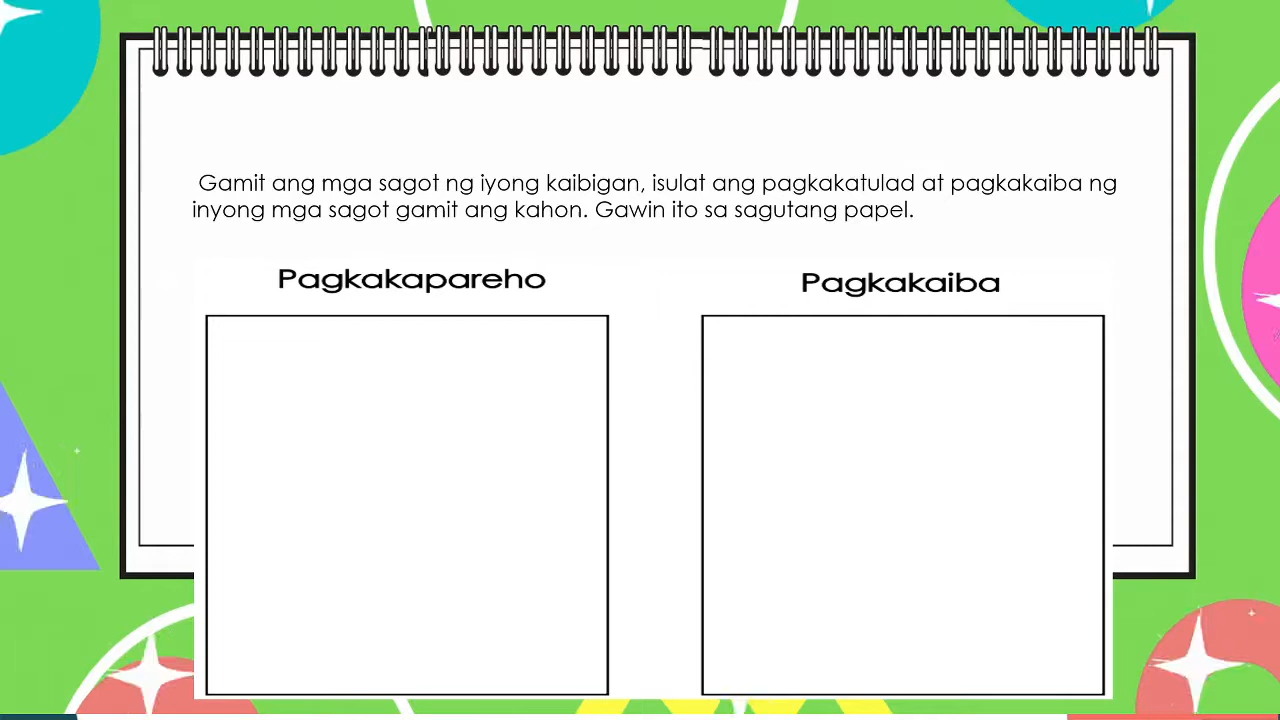 Gamit ang mga sagot ng iyong kaibigan, isulat ang pagkakatulad at pagkakaiba ng
inyong mga sagot gamit ang kahon. Gawin ito sa sagutang papel.
Pagkakapareho
Pagkakaiba